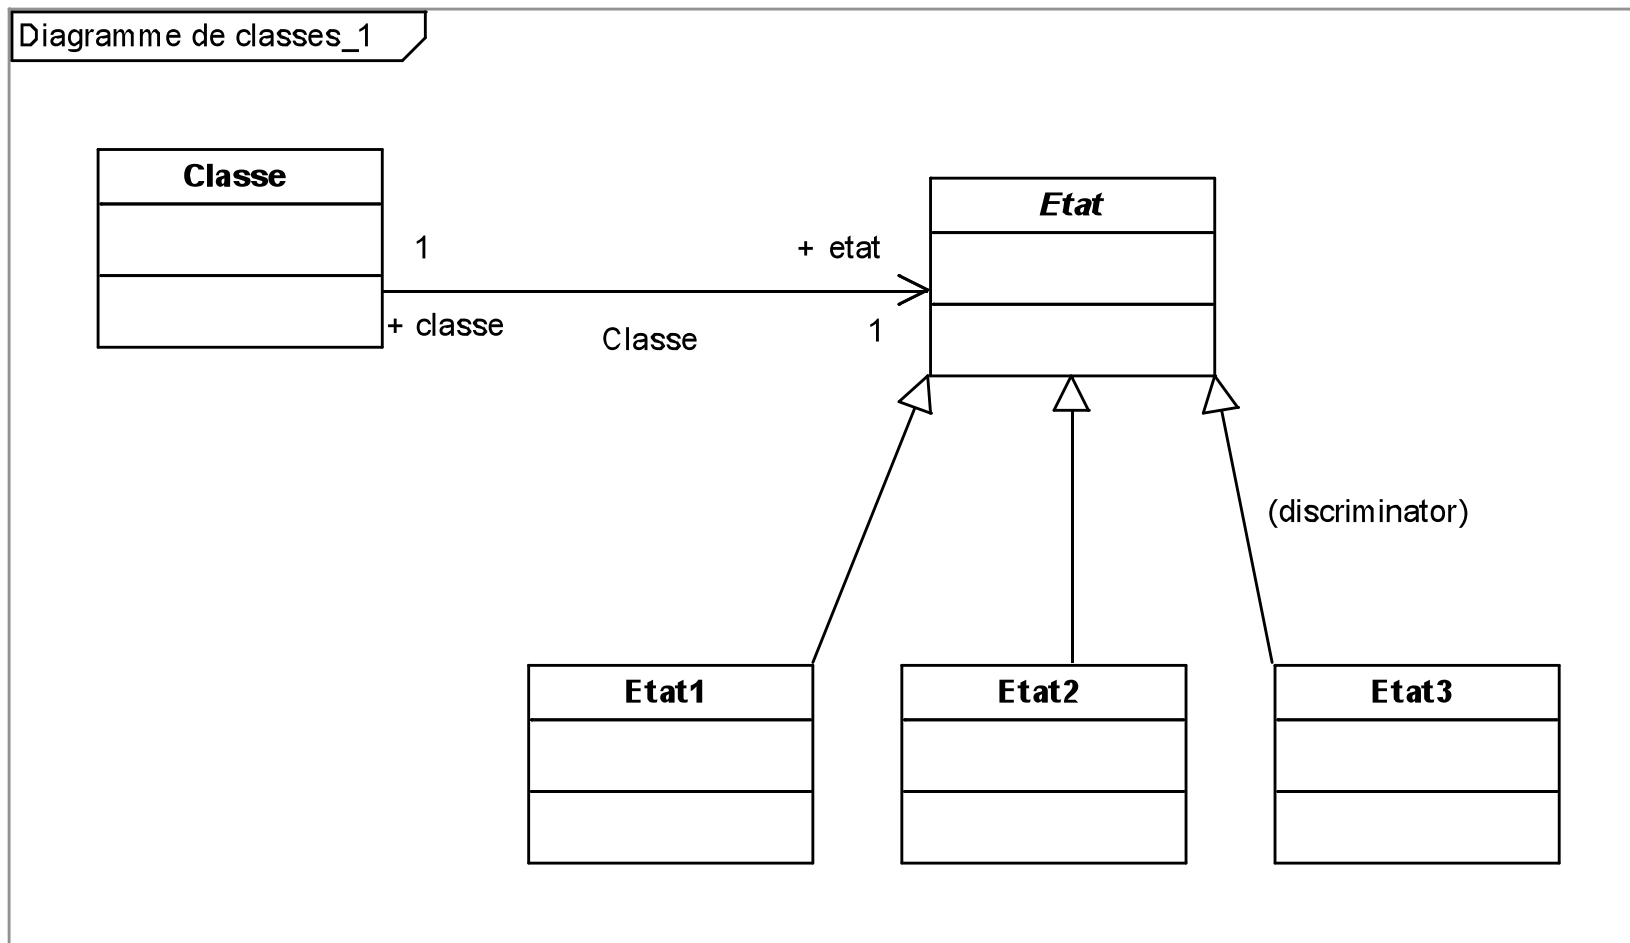 Diagramme de classes_1
Classe
Etat
1
+ etat
+ classe
Classe
1
(discriminator)
Etat1
Etat2
Etat3